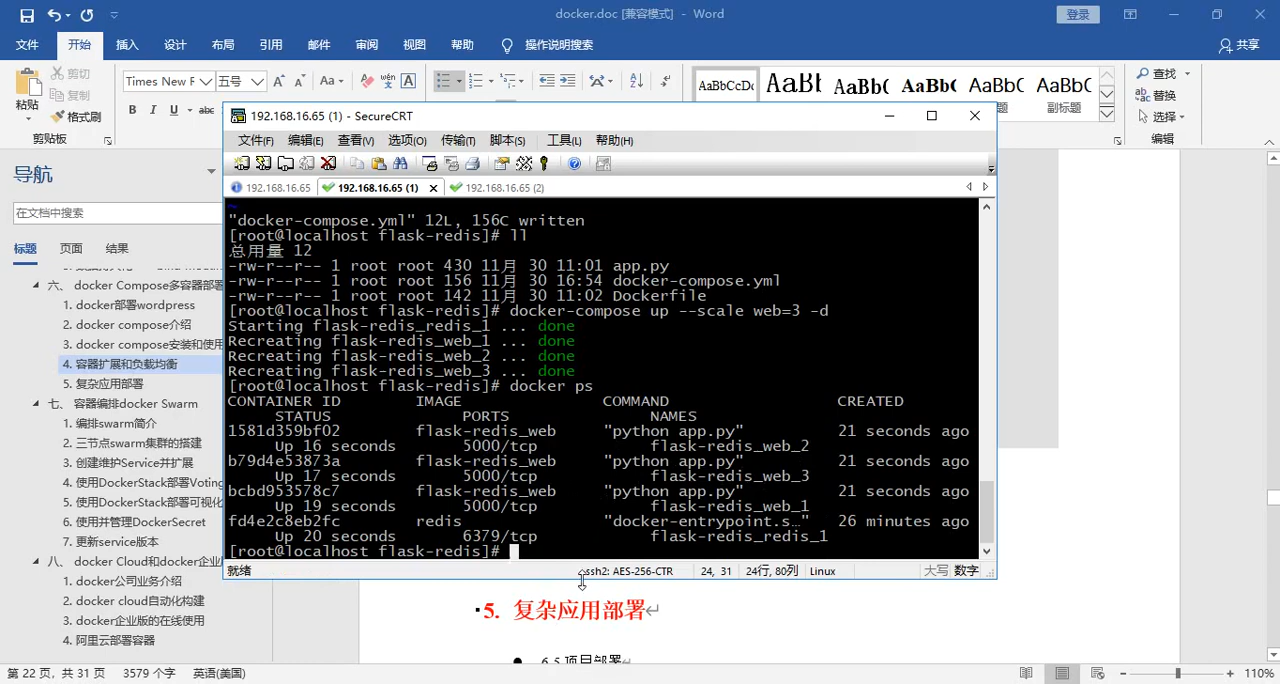 docker.doc [兼容模式] - Word
登录
文件 开始 插入 设计 布局 引用 邮件 审阅 视图 帮助 操作说明搜索 共享
粘贴
剪切
复制
格式刷
剪贴板
Times New F 五号
B I U abc
AaBbCcDc AaBl AaBb( AaBb( AaBbC AaBbC
副标题
查找
替换
选择
编辑
导航
在文档中搜索
标题 页面 结果
六、 docker Compose多容器部署
1. docker部署wordpress
2. docker compose介绍
3. docker compose安装和使用
4. 容器扩展和负载均衡
5. 复杂应用部署
七、 容器编排docker Swarm
1. 编排swarm简介
2. 三节点swarm集群的搭建
3. 创建维护Service并扩展
4. 使用DockerStack部署Voting
5. 使用DockerStack部署可视化
6. 使用并管理DockerSecret
7. 更新service版本
八、 docker Cloud和docker企业
1. docker公司业务介绍
2. docker cloud自动化构建
3. docker企业版的在线使用
4. 阿里云部署容器
192.168.16.65 (1) - SecureCRT
文件(F) 编辑(E) 查看(V) 选项(O) 传输(T) 脚本(S) 工具(L) 帮助(H)
192.168.16.65 192.168.16.65 (1) 192.168.16.65 (2)
~
"docker-compose.yml" 12L, 156C written
[root@localhost flask-redis]# ll
总用量 12
-rw-r--r-- 1 root root 430 11月 30 11:01 app.py
-rw-r--r-- 1 root root 156 11月 30 16:54 docker-compose.yml
-rw-r--r-- 1 root root 142 11月 30 11:02 Dockerfile
[root@localhost flask-redis]# docker-compose up --scale web=3 -d
Starting flask-redis_redis_1 ... done
Recreating flask-redis_web_1 ... done
Recreating flask-redis_web_2 ... done
Recreating flask-redis_web_3 ... done
[root@localhost flask-redis]# docker ps
CONTAINER ID IMAGE COMMAND CREATED
STATUS PORTS NAMES
1581d359bf02 flask-redis_web "python app.py" 21 seconds ago
Up 16 seconds 5000/tcp flask-redis_web_2
b79d4e53873a flask-redis_web "python app.py" 21 seconds ago
Up 17 seconds 5000/tcp flask-redis_web_3
bcbd953578c7 flask-redis_web "python app.py" 21 seconds ago
Up 19 seconds 5000/tcp flask-redis_web_1
fd4e2c8eb2fc redis "docker-entrypoint.s…" 26 minutes ago
Up 20 seconds 6379/tcp flask-redis_redis_1
[root@localhost flask-redis]#
就绪 ssh2: AES-256-CTR 24, 31 24行, 80列 Linux 大写 数字
5. 复杂应用部署
6.5 项目部署
第 22 页，共 31 页 3579 个字 英语(美国) 110%